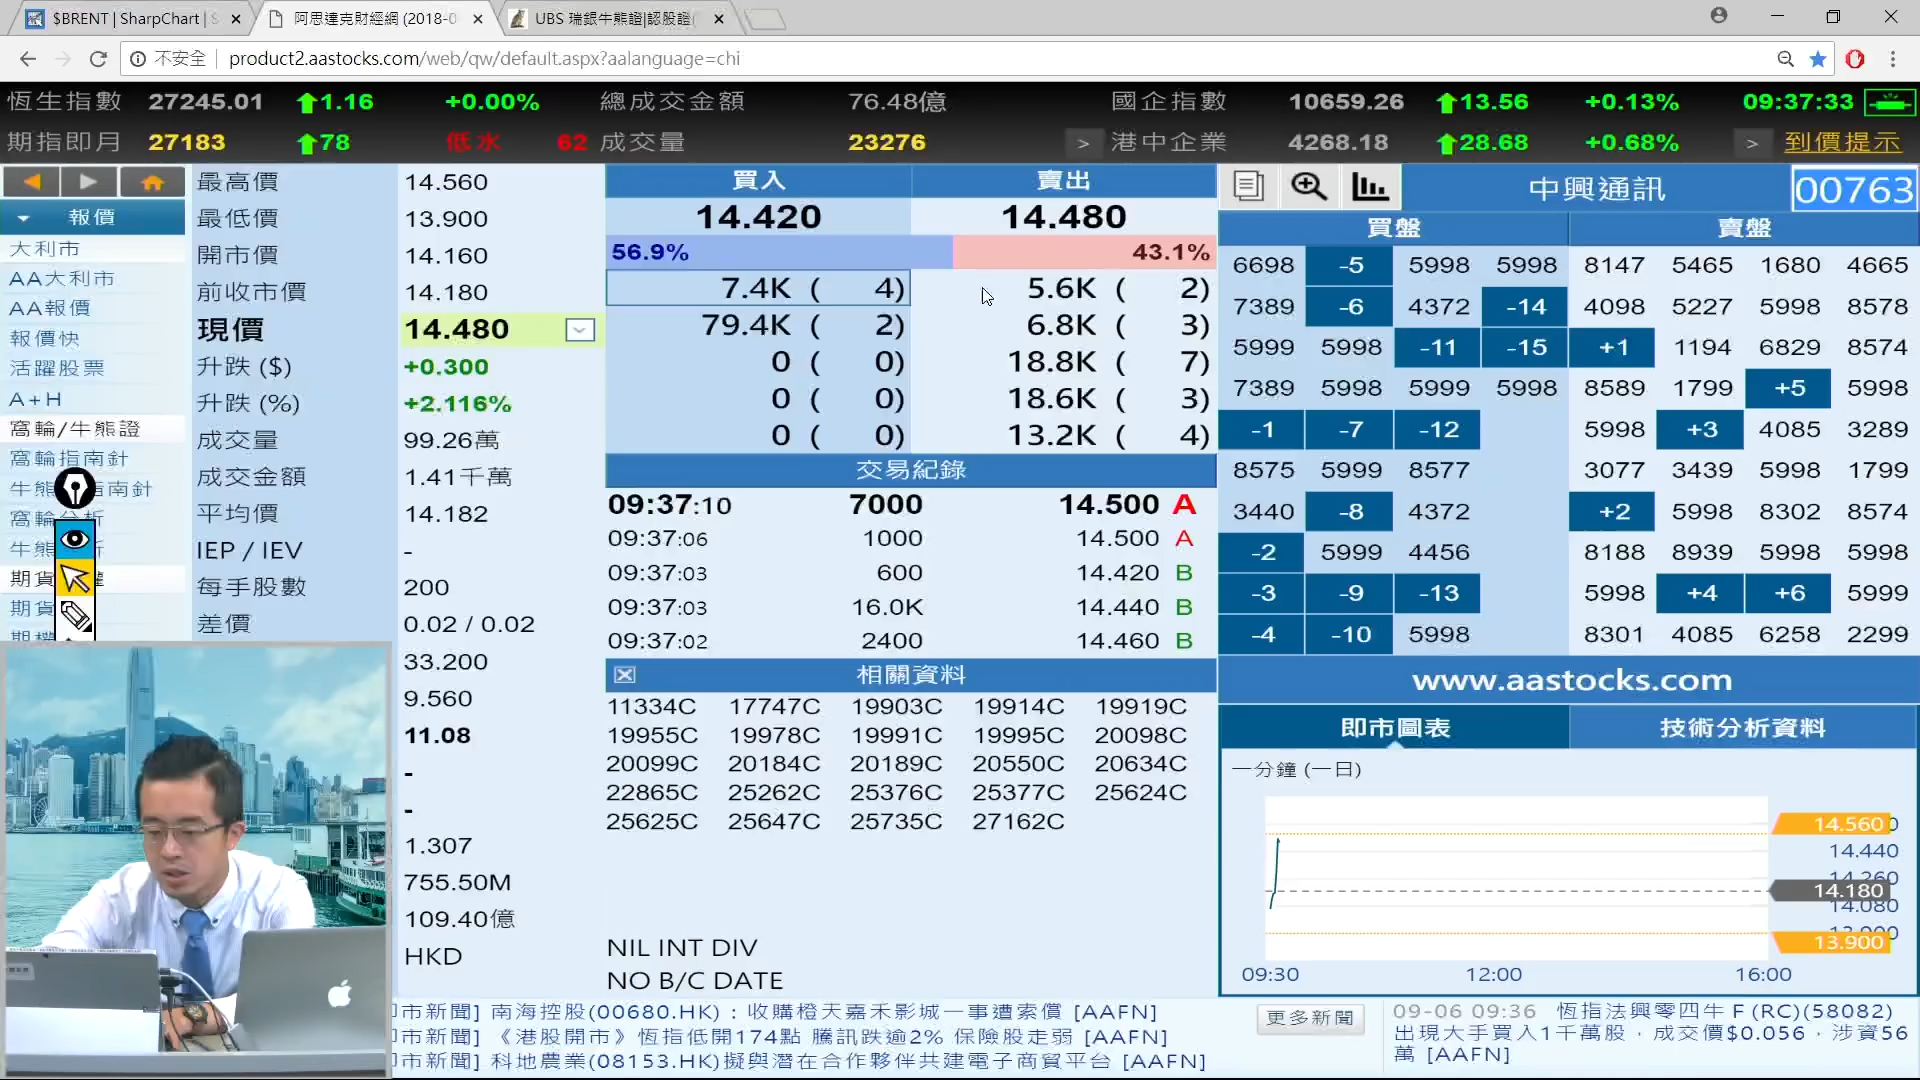 $BRENT | SharpChart | S
阿思達克財經網 (2018-0
UBS 瑞銀牛熊證|認股證(
不安全 product2.aastocks.com/web/qw/default.aspx?aalanguage=chi
恆生指數 27245.01 1.16 +0.00% 總成交金額 76.48億 國企指數 10659.26 13.56 +0.13% 09:37:33
期指即月 27183 78 低水 62 成交量 23276 > 港中企業 4268.18 28.68 +0.68% > 到價提示
報價
大利市
AA大利市
AA報價
報價快
活躍股票
A+H
窩輪/牛熊證
窩輪指南針
牛熊 指南針
窩輪分析
牛熊 析
期貨
期貨
最高價 14.560
最低價 13.900
開市價 14.160
前收市價 14.180
現價 14.480
升跌 ($) +0.300
升跌 (%) +2.116%
成交量 99.26萬
成交金額 1.41千萬
平均價 14.182
IEP / IEV -
每手股數 200
差價 0.02 / 0.02
33.200
9.560
11.08
-
-
1.307
755.50M
109.40億
HKD
買入 賣出
14.420 14.480
56.9% 43.1%
7.4K ( 4) 5.6K ( 2)
79.4K ( 2) 6.8K ( 3)
0 ( 0) 18.8K ( 7)
0 ( 0) 18.6K ( 3)
0 ( 0) 13.2K ( 4)
交易紀錄
09:37:10 7000 14.500 A
09:37:06 1000 14.500 A
09:37:03 600 14.420 B
09:37:03 16.0K 14.440 B
09:37:02 2400 14.460 B
相關資料
11334C 17747C 19903C 19914C 19919C
19955C 19978C 19991C 19995C 20098C
20099C 20184C 20189C 20550C 20634C
22865C 25262C 25376C 25377C 25624C
25625C 25647C 25735C 27162C
NIL INT DIV
NO B/C DATE
中興通訊 00763
買盤 賣盤
6698 -5 5998 5998 8147 5465 1680 4665
7389 -6 4372 -14 4098 5227 5998 8578
5999 5998 -11 -15 +1 1194 6829 8574
7389 5998 5999 5998 8589 1799 +5 5998
-1 -7 -12 5998 +3 4085 3289
8575 5999 8577 3077 3439 5998 1799
3440 -8 4372 +2 5998 8302 8574
-2 5999 4456 8188 8939 5998 5998
-3 -9 -13 5998 +4 +6 5999
-4 -10 5998 8301 4085 6258 2299
www.aastocks.com
即市圖表 技術分析資料
一分鐘 (一日)
14.560
14.440
14.260
14.180
14.080
13.900
09:30 12:00 16:00
即市新聞] 南海控股(00680.HK)：收購橙天嘉禾影城一事遭索償 [AAFN]
即市新聞] 《港股開市》恆指低開174點 騰訊跌逾2% 保險股走弱 [AAFN]
即市新聞] 科地農業(08153.HK)擬與潛在合作夥伴共建電子商貿平台 [AAFN]
更多新聞
09-06 09:36 恆指法興零四牛Ｆ(RC)(58082)
出現大手買入1千萬股，成交價$0.056，涉資56
萬 [AAFN]